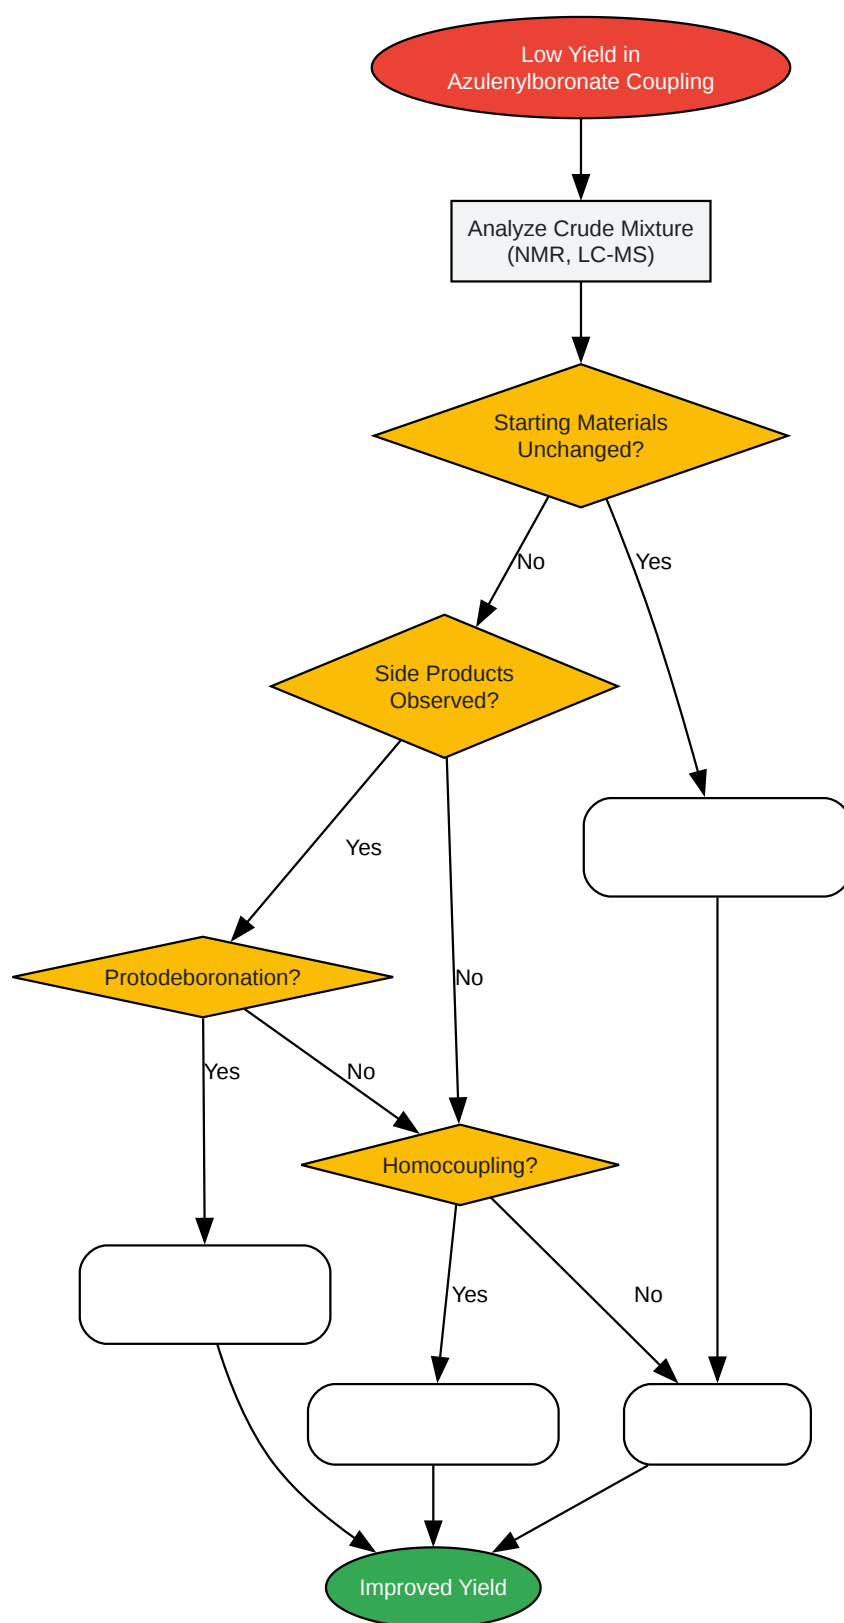 Low Yield in
Azulenylboronate Coupling
Analyze Crude Mixture
(NMR, LC-MS)
Starting Materials
Unchanged?
No
Yes
Side Products
Observed?
Yes
No
Protodeboronation?
Yes
No
Homocoupling?
Yes
No
Improved Yield